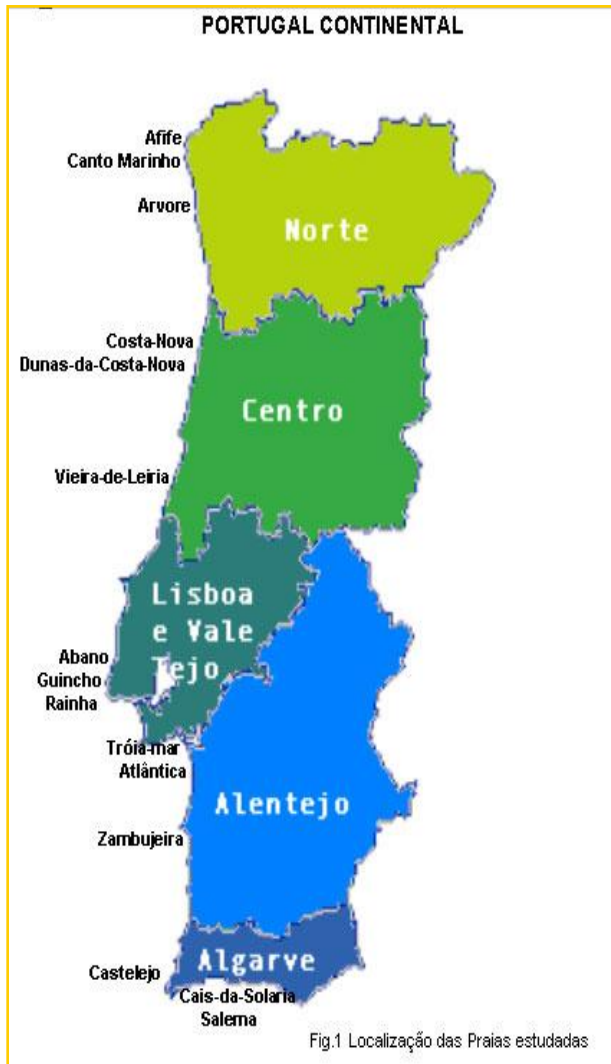 PORTUGAL CONTINENTAL
Afife
Canto Marinho
Arvore
Norte
Costa-Nova
Dunas-da-Costa-Nova
Centro
Vieira-de-Leiria
Lisboa
e Vale
Tejo
Abano
Guincho
Rainha
Tróia-mar
Atlântica
Alentejo
Zambujeira
Algarve
Castelejo
Cais-da-Solaria
Salema
Fig.1 Localização das Praias estudadas